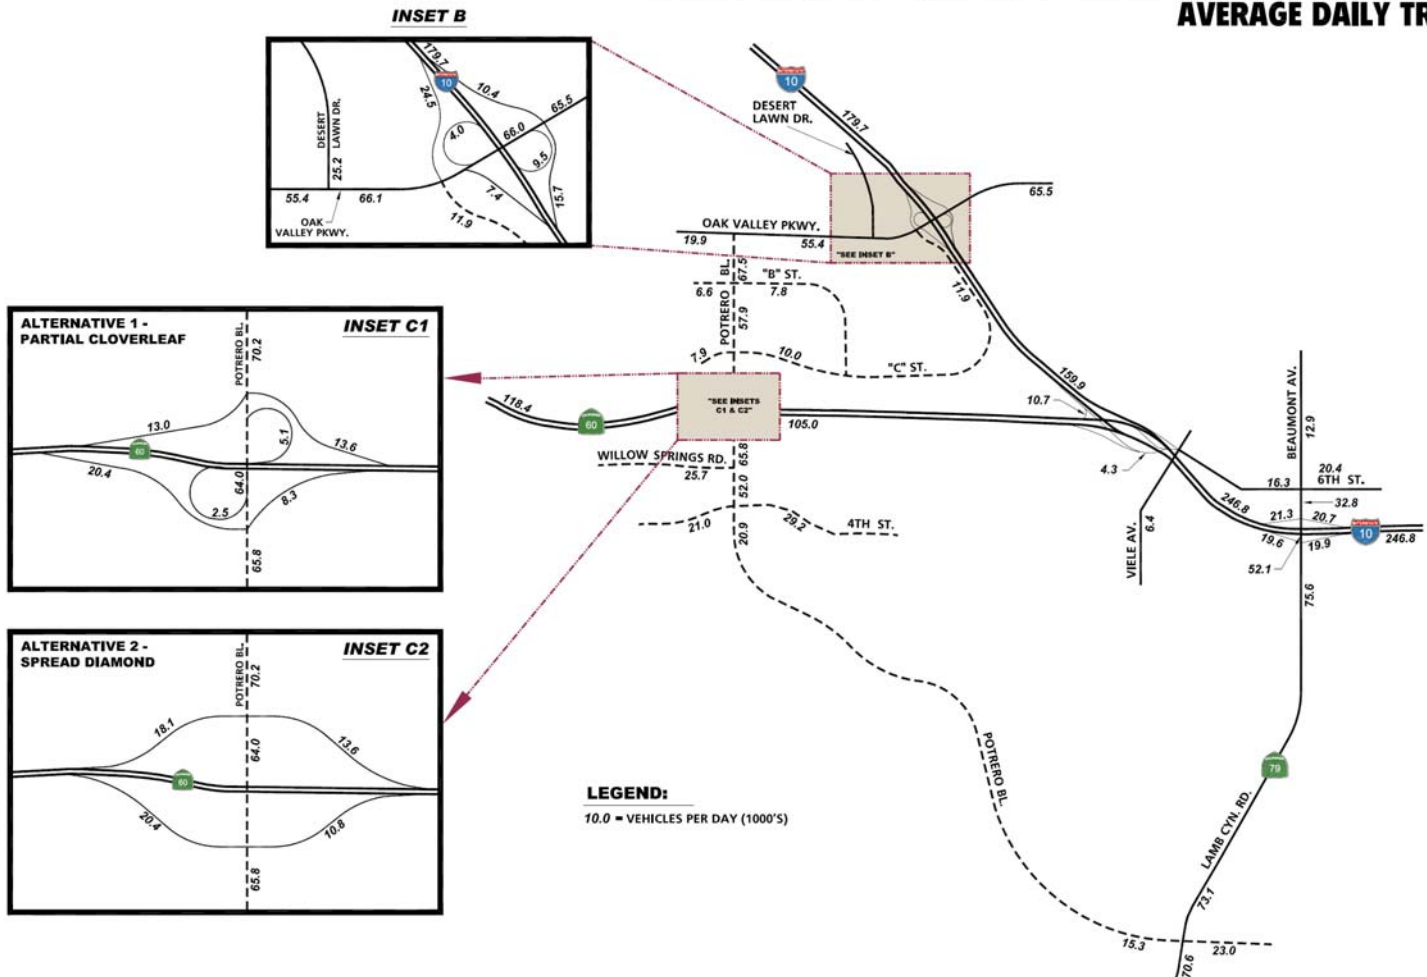 AVERAGE DAILY TR
INSET B
179.7
10
24.5
10.4
65.5
4.0
66.0
9.5
DESERT
LAWN DR.
25.2
7.4
15.7
55.4
66.1
11.9
OAK
VALLEY PKWY.
10
179.7
DESERT
LAWN DR.
65.5
OAK VALLEY PKWY.
19.9
55.4
"SEE INSET B"
11.9
POTRERO BL.
67.5
"B" ST.
6.6
7.8
57.9
7.9
10.0
"C" ST.
ALTERNATIVE 1 -
PARTIAL CLOVERLEAF
INSET C1
POTRERO BL.
70.2
13.0
60
5.1
13.6
20.4
64.0
2.5
8.3
65.8
118.4
60
"SEE INSETS
C1 & C2"
105.0
159.9
10.7
4.3
WILLOW SPRINGS RD.
25.7
65.8
52.0
21.0
29.2
4TH ST.
20.9
BEAUMONT AV.
12.9
20.4
16.3
6TH ST.
32.8
246.8
21.3
20.7
19.6
19.9
10
246.8
52.1
VIELE AV.
6.4
75.6
ALTERNATIVE 2 -
SPREAD DIAMOND
INSET C2
POTRERO BL.
70.2
18.1
64.0
13.6
60
20.4
10.8
65.8
LEGEND:
10.0 = VEHICLES PER DAY (1000'S)
POTRERO BL.
79
LAMB CYN. RD.
73.1
15.3
23.0
70.6